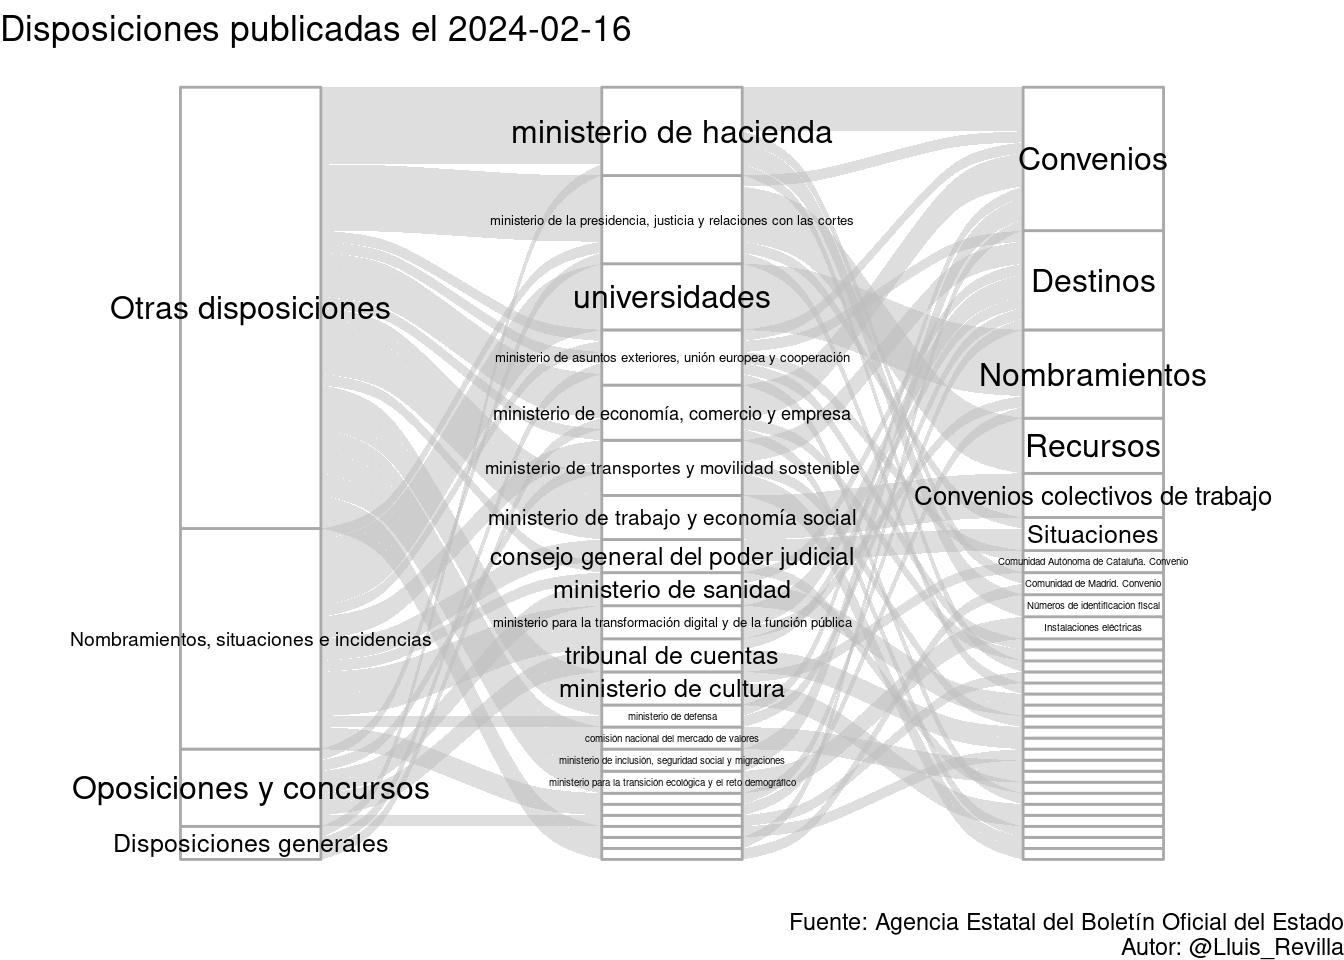 Disposiciones publicadas el 2024-02-16
Otras disposiciones
Nombramientos, situaciones e incidencias
Oposiciones y concursos
Disposiciones generales
ministerio de hacienda
ministerio de la presidencia, justicia y relaciones con las cortes
universidades
ministerio de asuntos exteriores, unión europea y cooperación
ministerio de economía, comercio y empresa
ministerio de transportes y movilidad sostenible
ministerio de trabajo y economía social
consejo general del poder judicial
ministerio de sanidad
ministerio para la transformación digital y de la función pública
tribunal de cuentas
ministerio de cultura
ministerio de defensa
comisión nacional del mercado de valores
ministerio de inclusión, seguridad social y migraciones
ministerio para la transición ecológica y el reto demográfico
Convenios
Destinos
Nombramientos
Recursos
Convenios colectivos de trabajo
Situaciones
Comunidad Autónoma de Cataluña. Convenio
Comunidad de Madrid. Convenio
Números de identificación fiscal
Instalaciones eléctricas
Fuente: Agencia Estatal del Boletín Oficial del Estado
Autor: @Lluis_Revilla